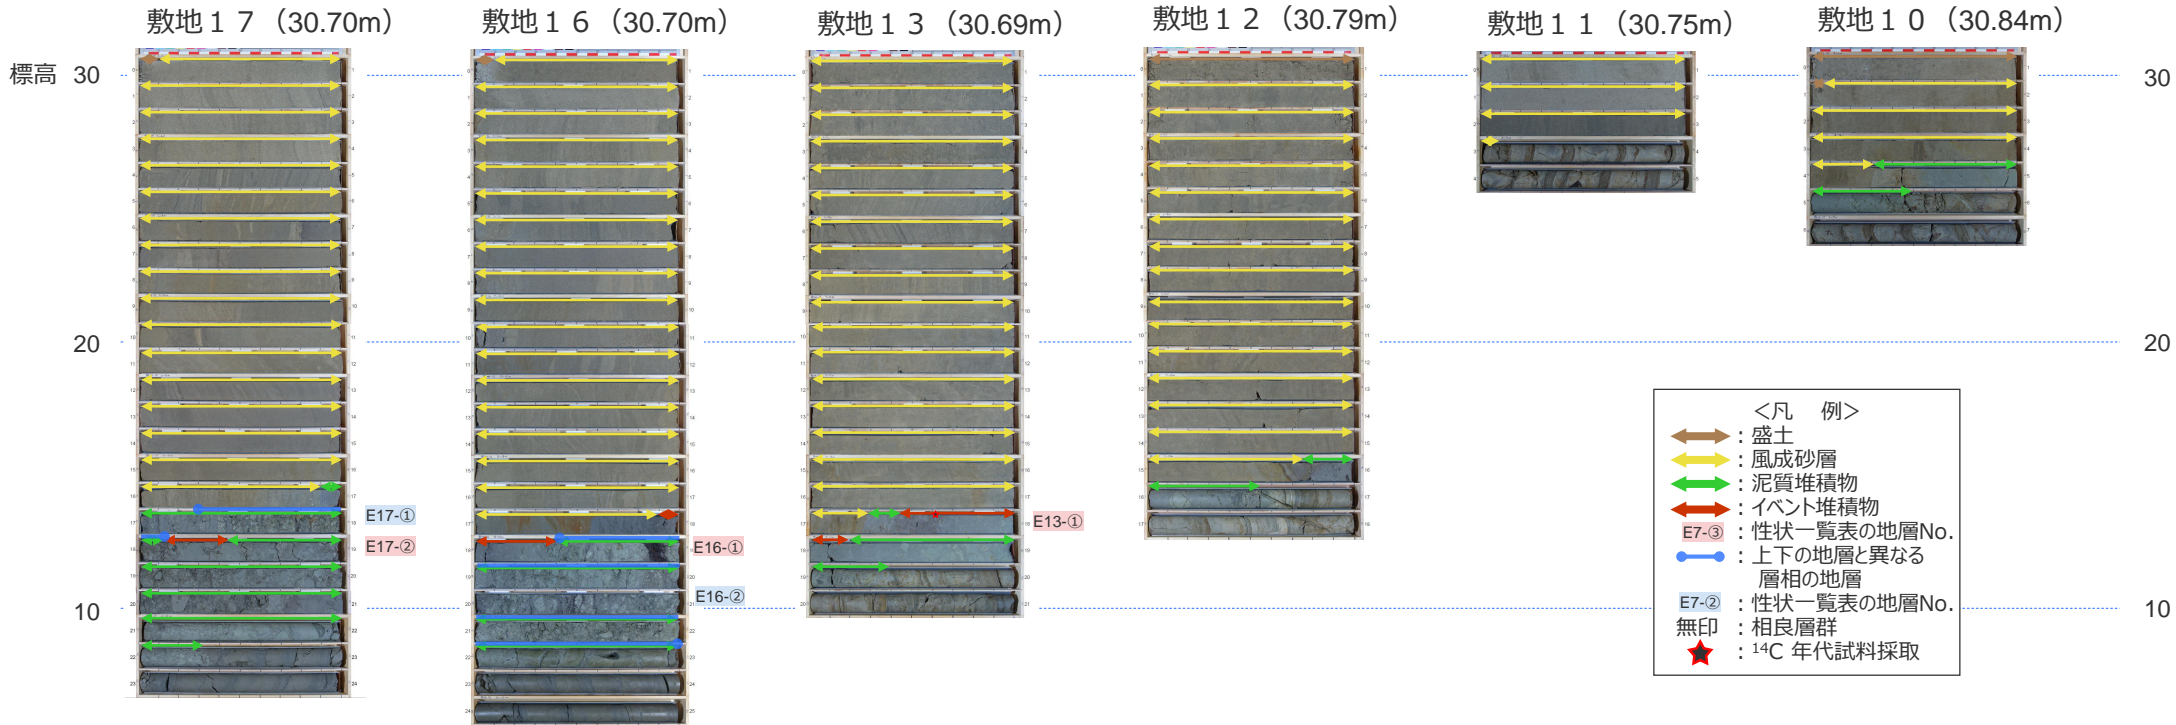 敷地１７（30.70m）
敷地１６（30.70m）
敷地１３（30.69m）
敷地１２（30.79m）
敷地１１（30.75m）
敷地１０（30.84m）
標高 30
30
20
20
10
10
E17-①
E17-②
E16-①
E16-②
E13-①
＜凡　例＞
：盛土
：風成砂層
：泥質堆積物
：イベント堆積物
E7-③：性状一覧表の地層No.
：上下の地層と異なる
層相の地層
E7-②：性状一覧表の地層No.
無印：相良層群
：14C 年代試料採取